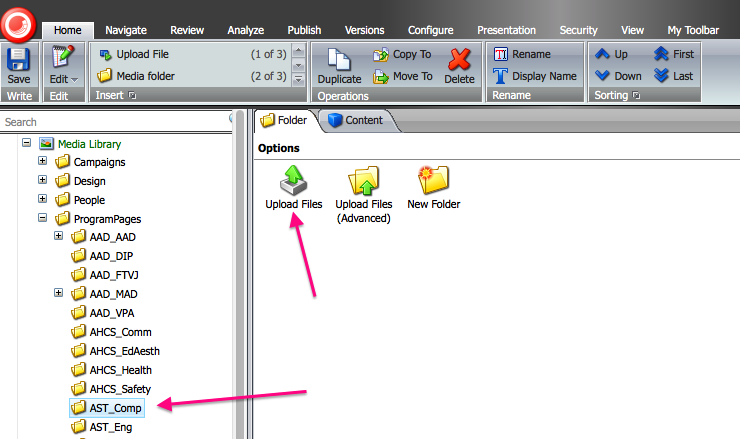 Home Navigate Review Analyze Publish Versions Configure Presentation Security View My Toolbar
Save
Write
Edit
Edit
Upload File (1 of 3)
Media folder (2 of 3)
Insert
Duplicate
Copy To
Move To
Delete
Operations
Rename
Display Name
Rename
Up
Down
First
Last
Sorting
Search
Media Library
Campaigns
Design
People
ProgramPages
AAD_AAD
AAD_DIP
AAD_FTVJ
AAD_MAD
AAD_VPA
AHCS_Comm
AHCS_EdAesth
AHCS_Health
AHCS_Safety
AST_Comp
AST_Eng
Folder
Content
Options
Upload Files
Upload Files
(Advanced)
New Folder